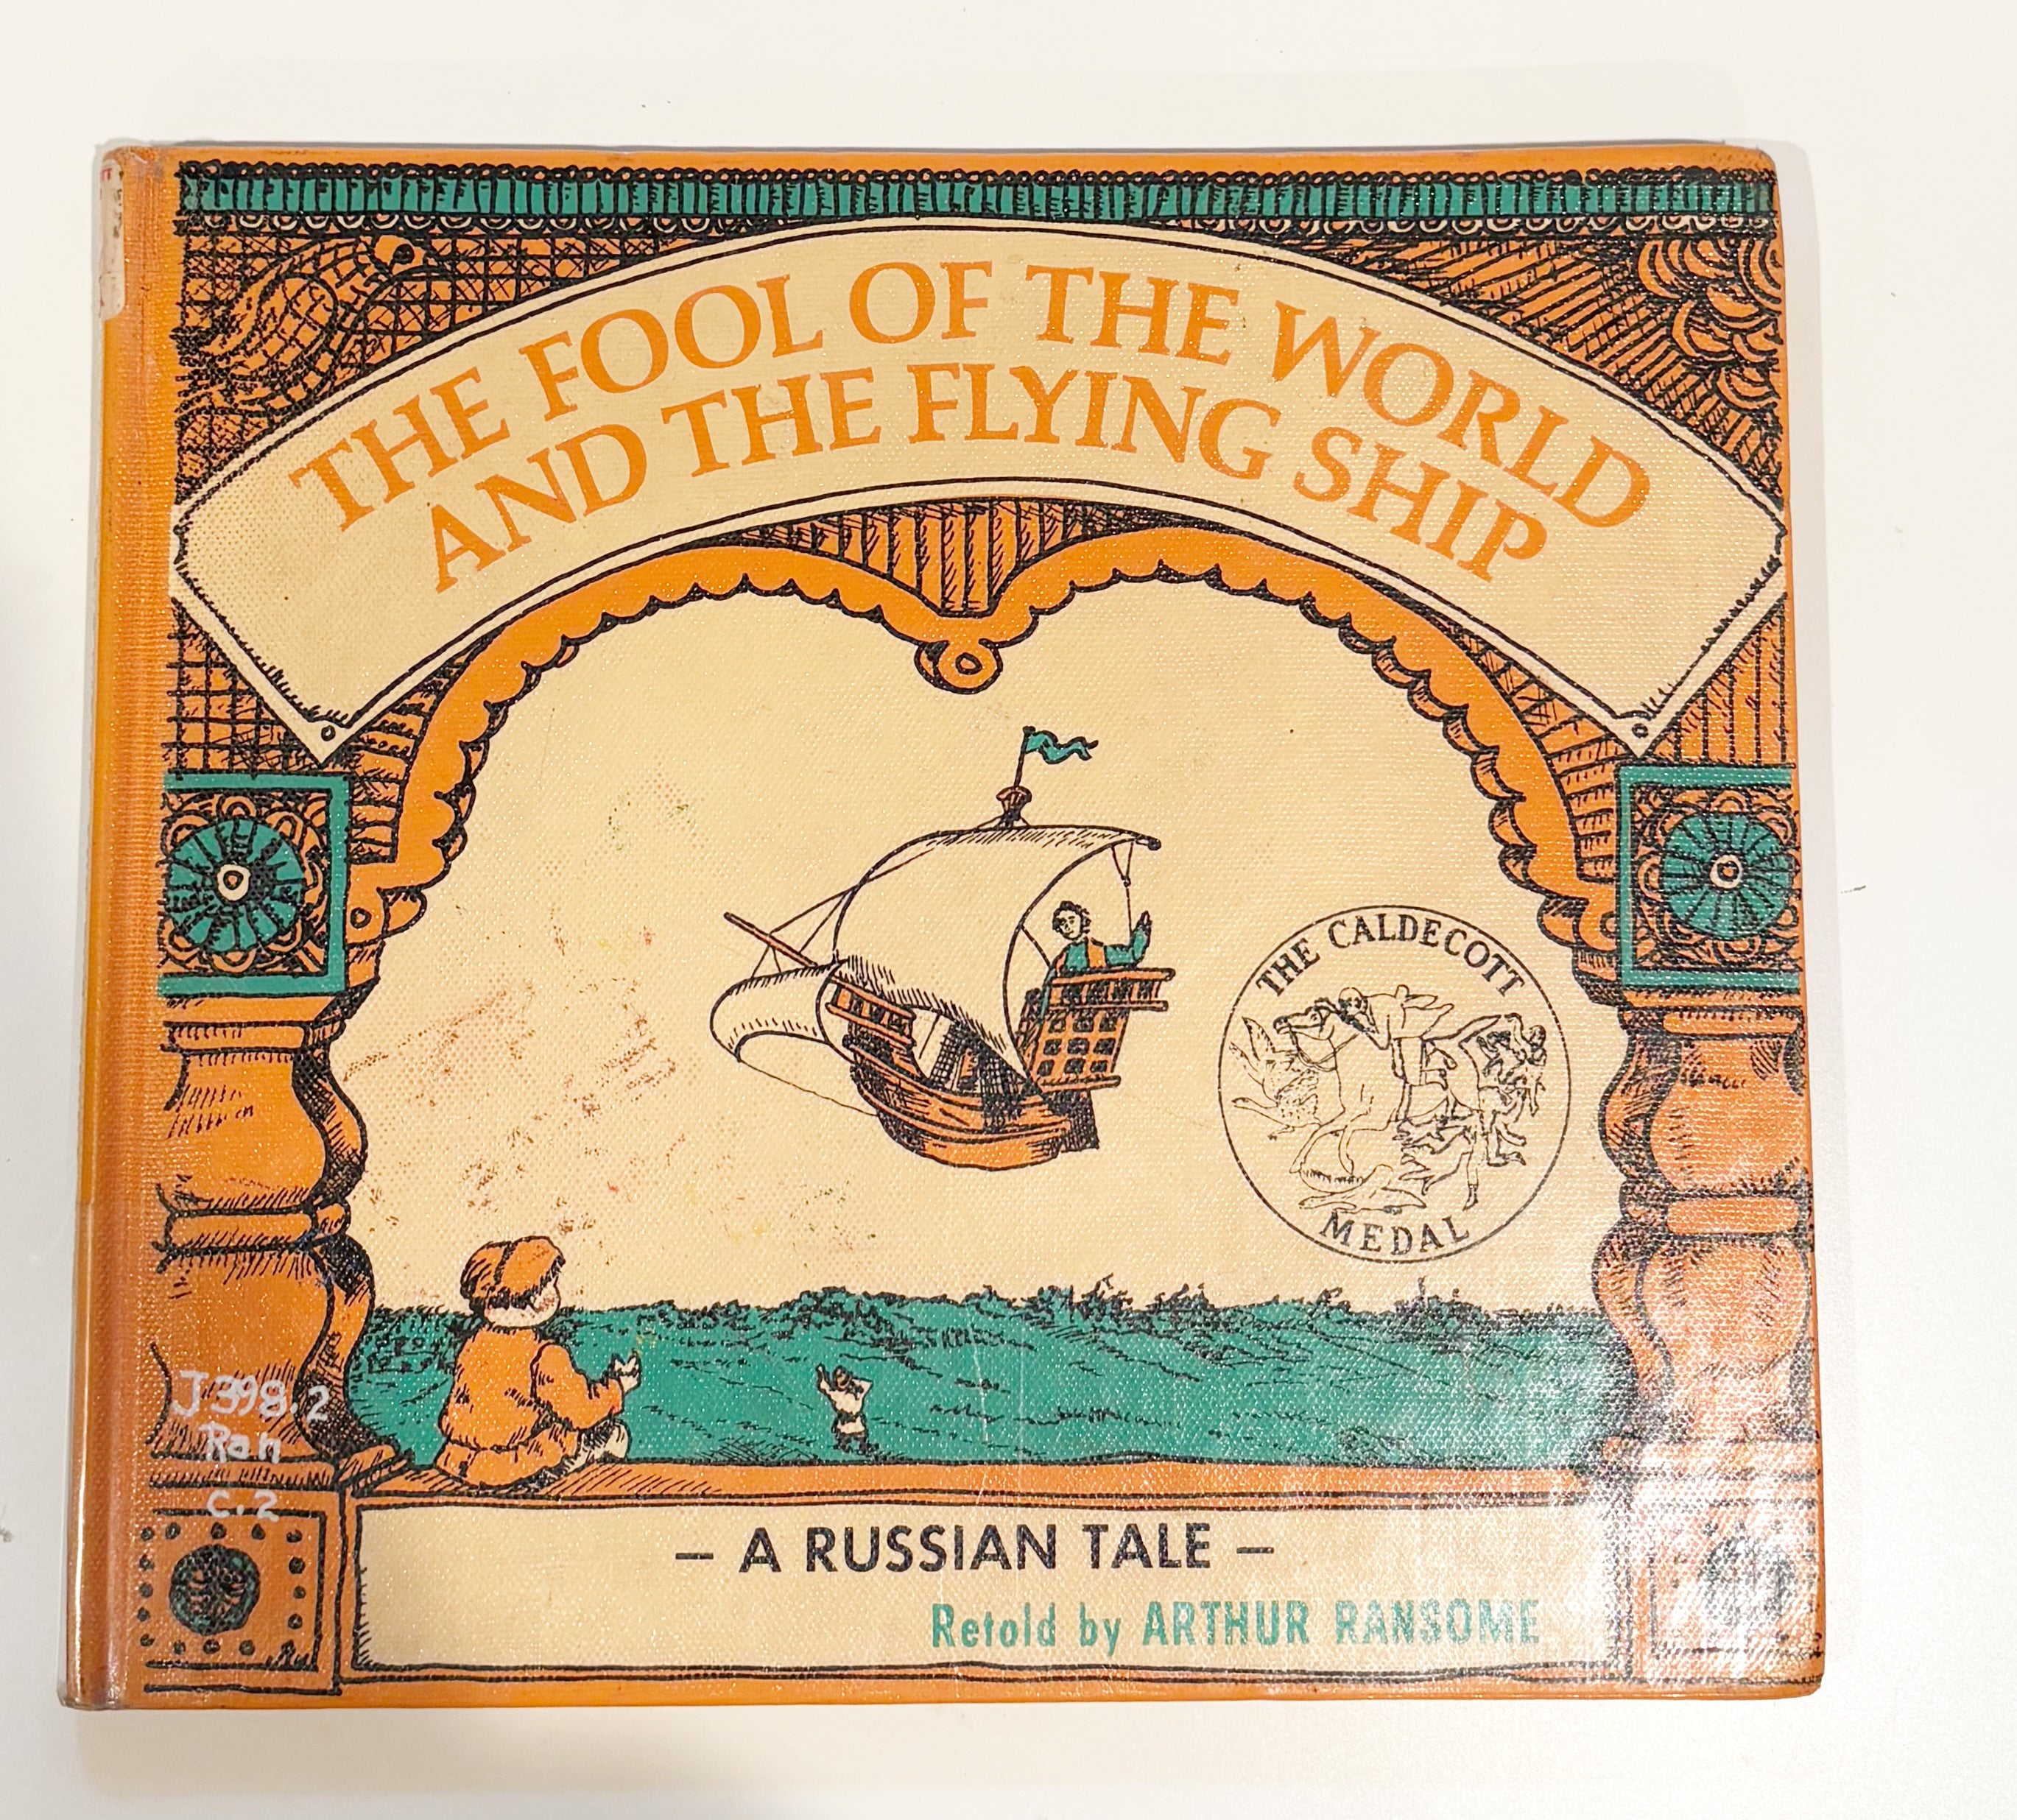 THE FOOL OF THE WORLD
AND THE FLYING SHIP
THE CALDECOTT
MEDAL
J398.2
Ran
c.2
– A RUSSIAN TALE –
Retold by ARTHUR RANSOME